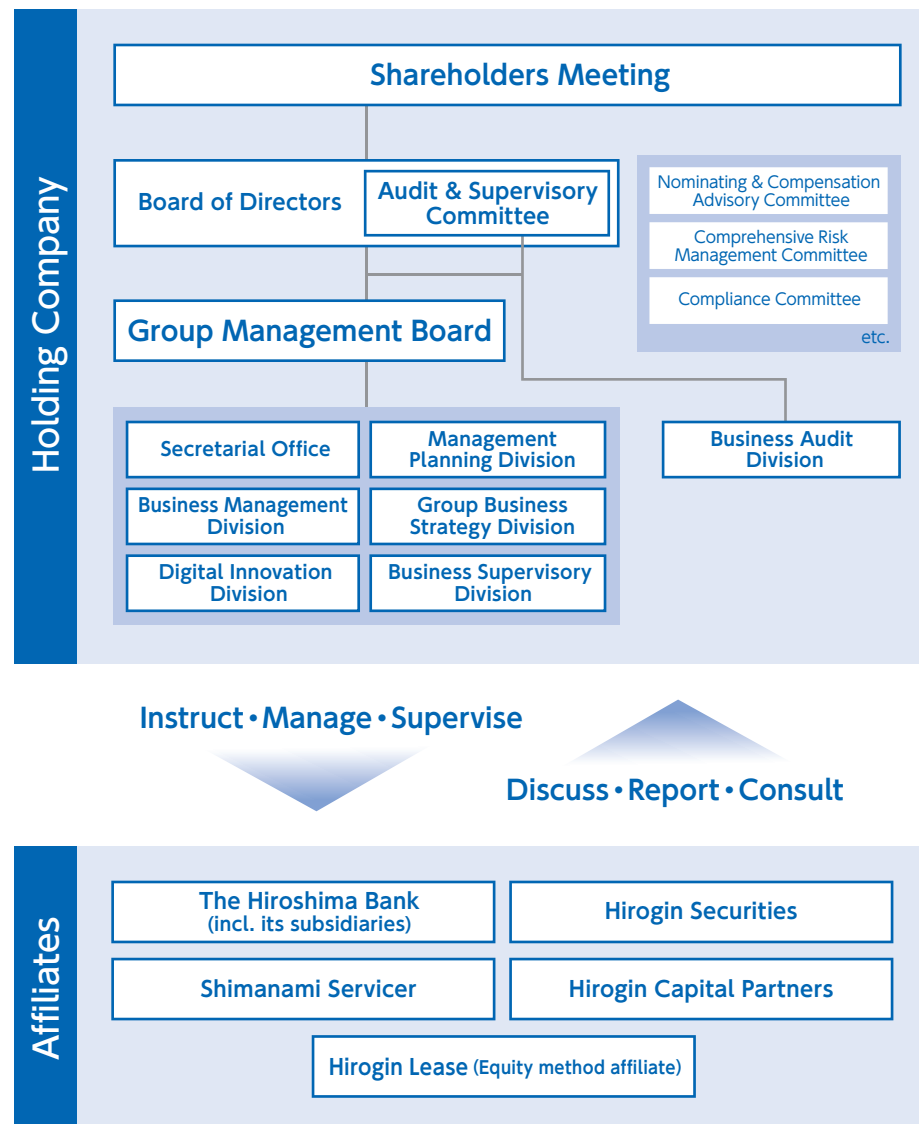 Holding Company
Shareholders Meeting
Board of Directors
Audit & Supervisory
Committee
Nominating & Compensation
Advisory Committee
Comprehensive Risk
Management Committee
Compliance Committee
etc.
Group Management Board
Secretarial Office
Management
Planning Division
Business Management
Division
Group Business
Strategy Division
Digital Innovation
Division
Business Supervisory
Division
Business Audit
Division
Instruct・Manage・Supervise
Discuss・Report・Consult
Affiliates
The Hiroshima Bank
(incl. its subsidiaries)
Hirogin Securities
Shimanami Servicer
Hirogin Capital Partners
Hirogin Lease (Equity method affiliate)